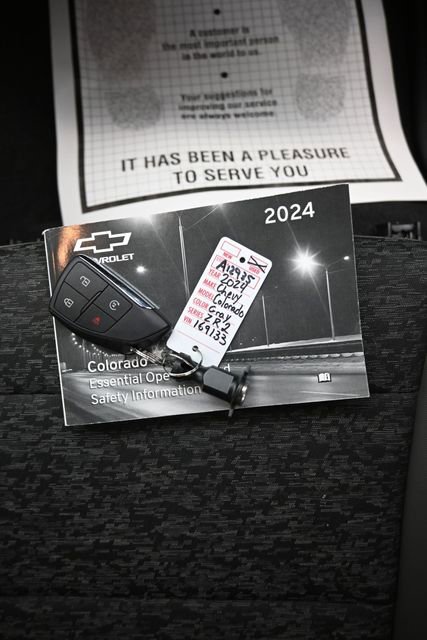 A customer is
the most important person
in the world to us.
Your suggestions for
improving our service
are always welcome.
IT HAS BEEN A PLEASURE
TO SERVE YOU
2024
CHEVROLET
NEW
USED
A12935
YEAR 2024
MAKE Chevy
MODEL Colorado
COLOR Gray
SERIES ZR2
VIN 169133
Colorado
Essential Ope
Safety Information